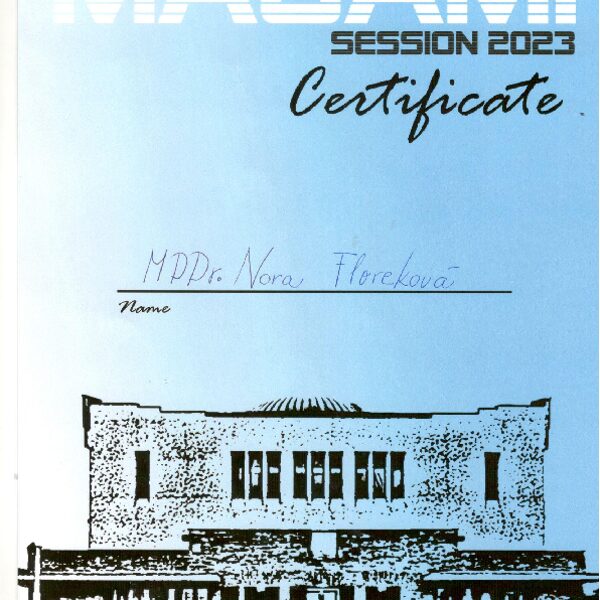 SESSION 2023
Certificate
MDDr. Nora Floreková
Name